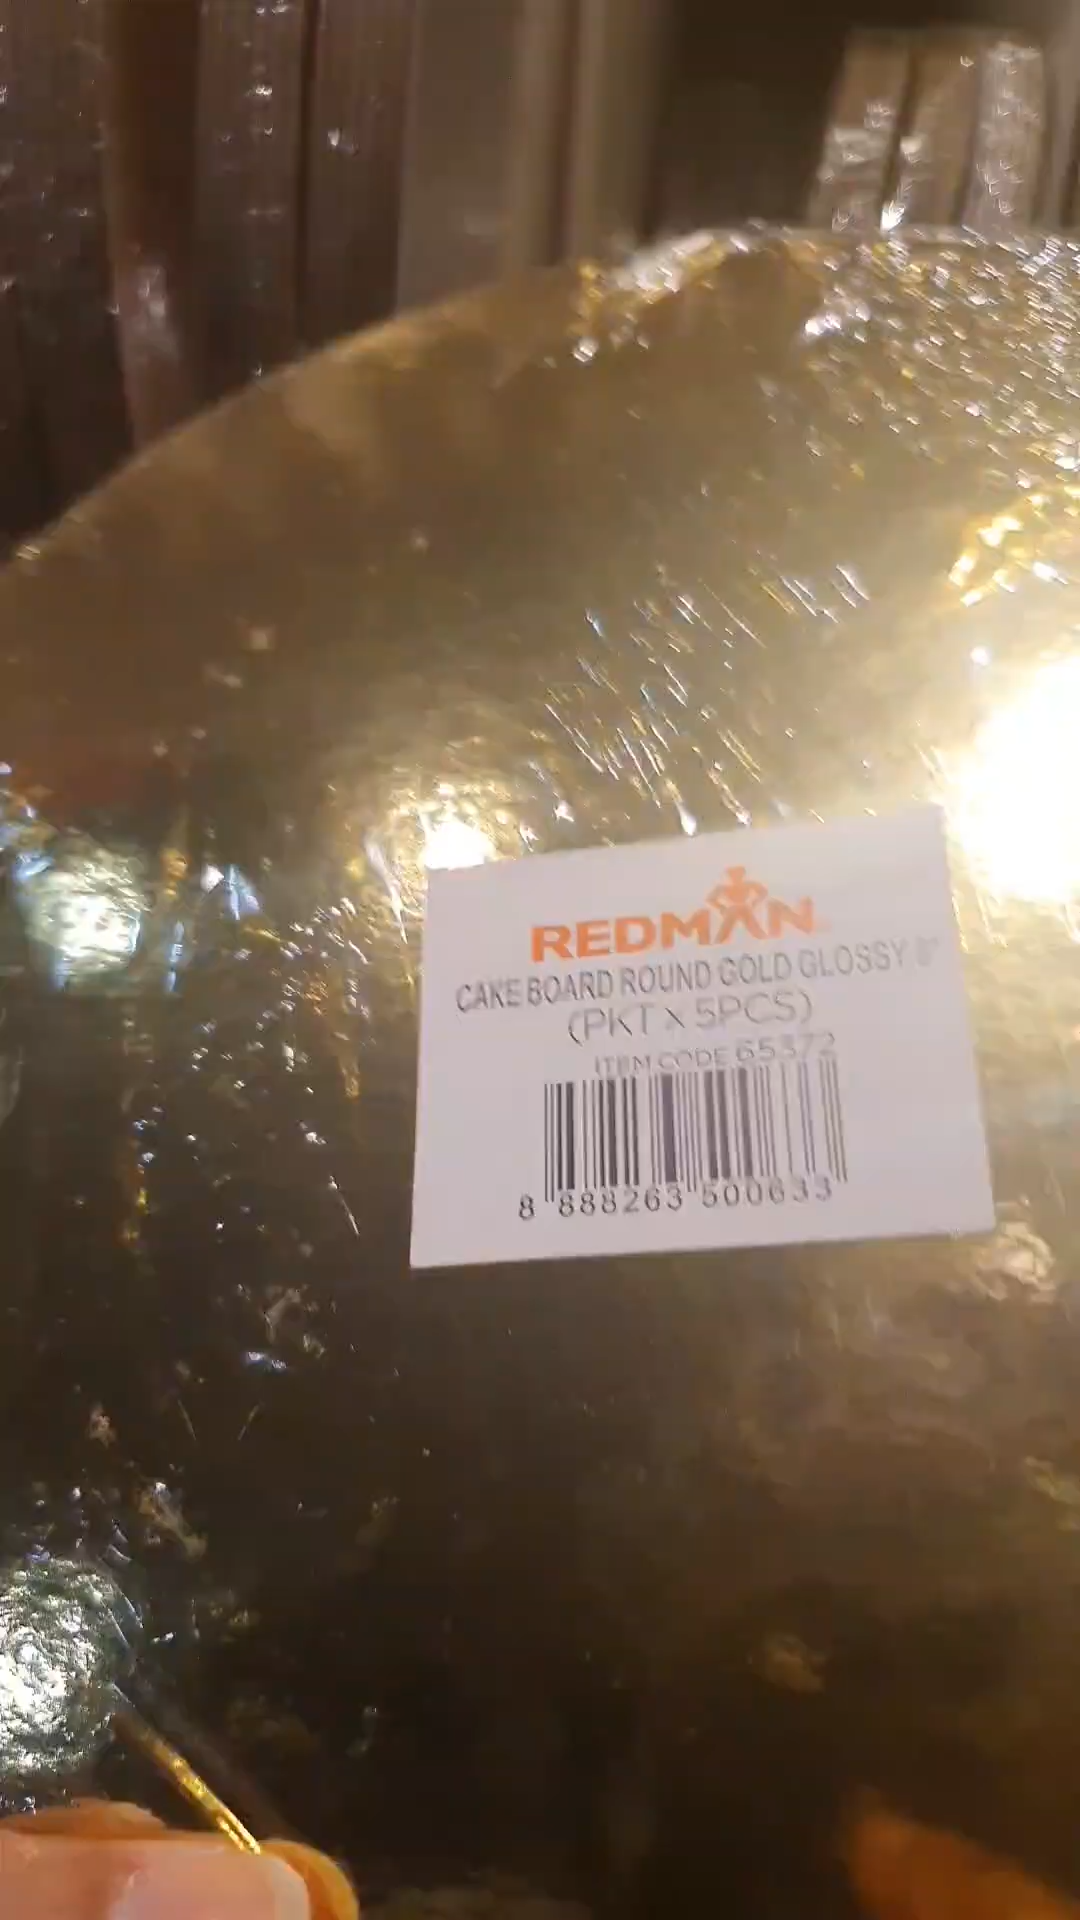 REDMAN
CAKE BOARD ROUND GOLD GLOSSY
(PKT x 5PCS)
ITEM CODE 65372
8 888263 500633